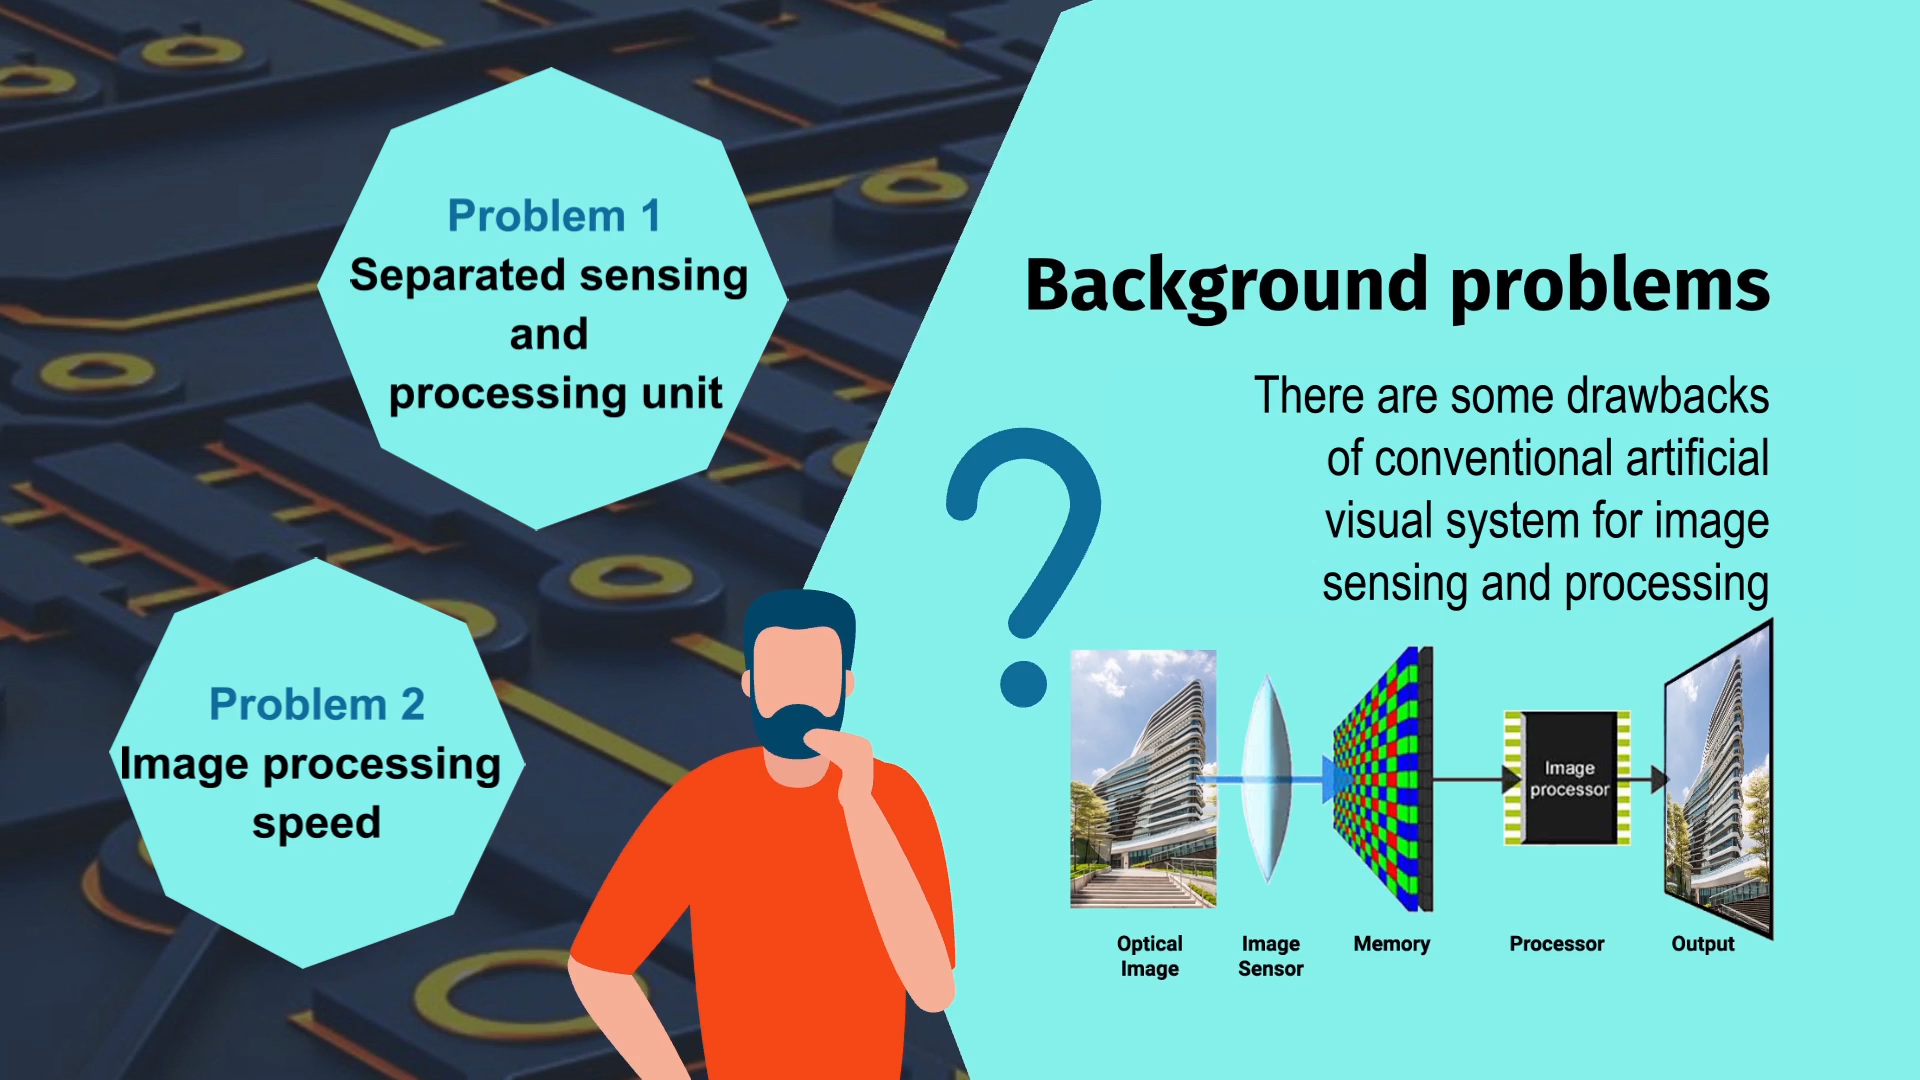 Problem 1
Separated sensing
and
processing unit
Problem 2
Image processing
speed
Background problems
There are some drawbacks
of conventional artificial
visual system for image
sensing and processing
Image
processor
Optical
Image
Image
Sensor
Memory
Processor
Output